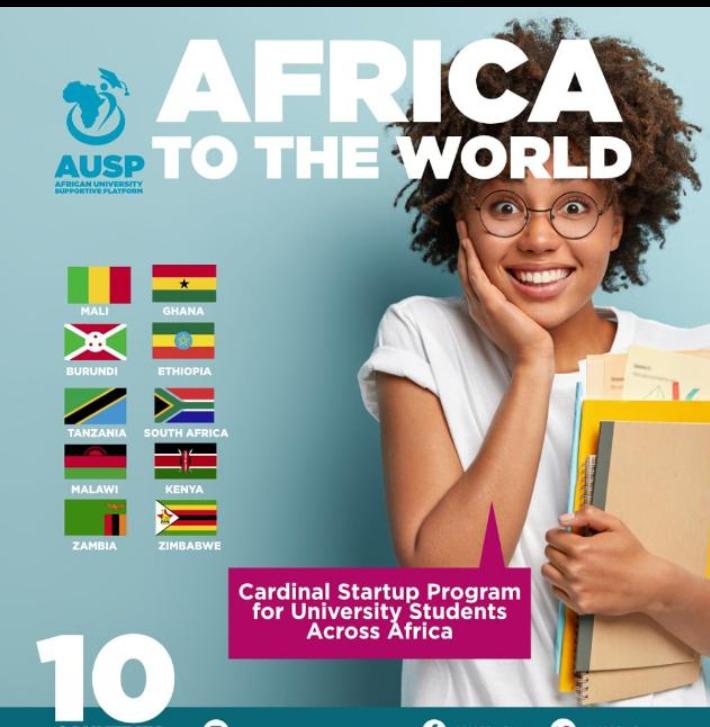 AFRICA
TO THE WORLD
AUSP
AFRICAN UNIVERSITY
SUPPORTIVE PLATFORM
MALI GHANA
BURUNDI ETHIOPIA
TANZANIA SOUTH AFRICA
MALAWI KENYA
ZAMBIA ZIMBABWE
Cardinal Startup Program
for University Students
Across Africa
10